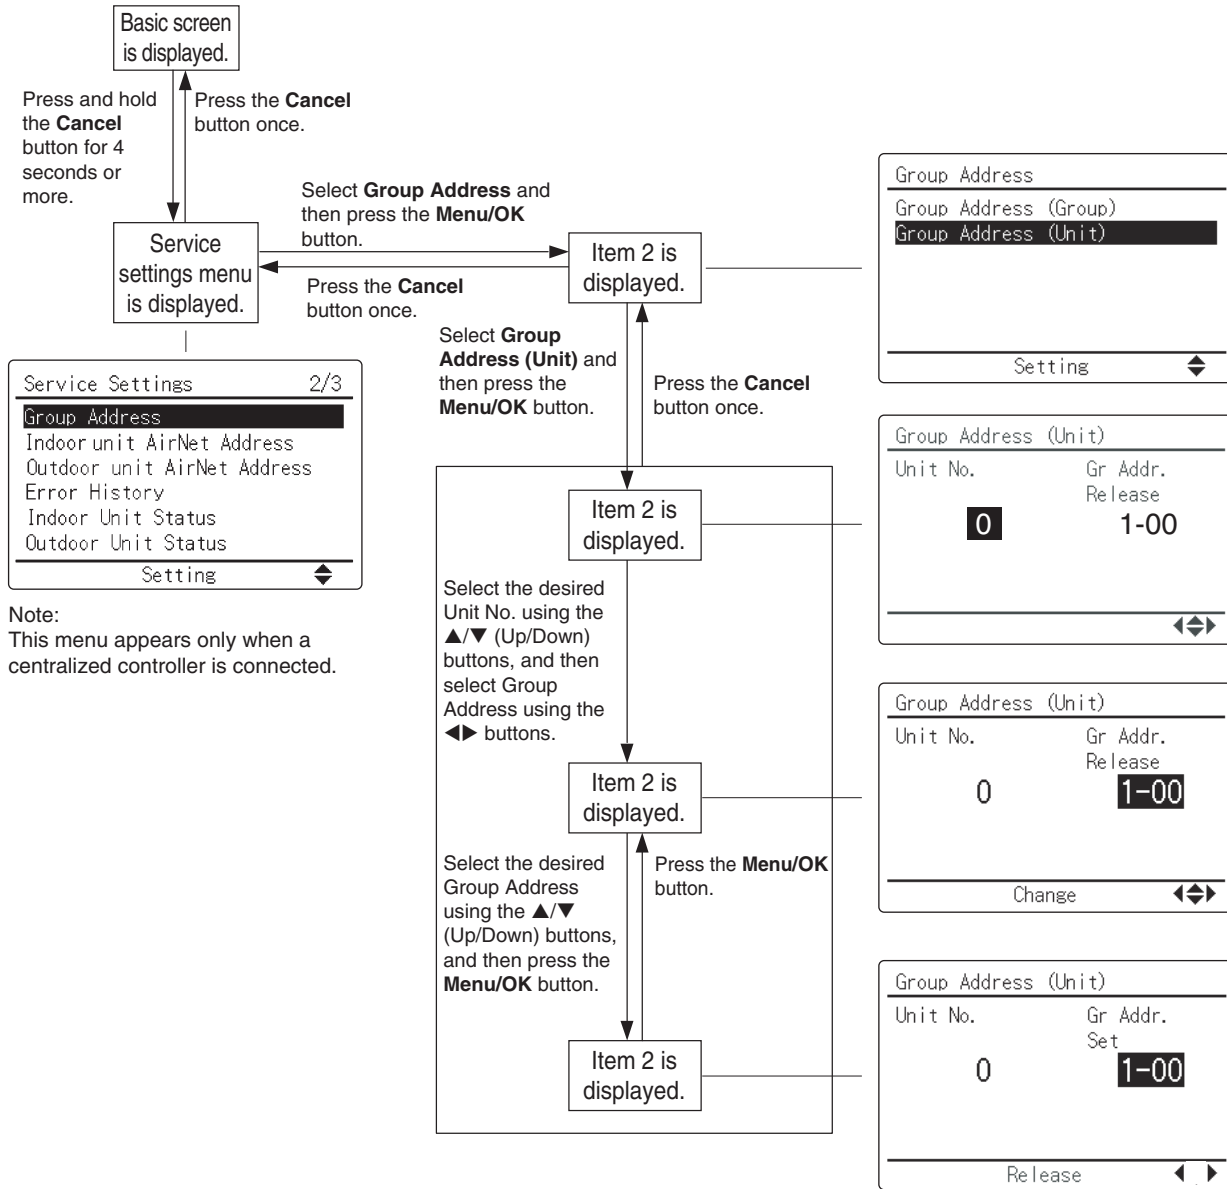 Basic screen
is displayed.
Press and hold
the Cancel
button for 4
seconds or
more.
Press the Cancel
button once.
Service
settings menu
is displayed.
Select Group Address and
then press the Menu/OK
button.
Press the Cancel
button once.
Item 2 is
displayed.
Group Address
Group Address (Group)
Group Address (Unit)
Setting
Service Settings 2/3
Group Address
Indoor unit AirNet Address
Outdoor unit AirNet Address
Error History
Indoor Unit Status
Outdoor Unit Status
Setting
Note:
This menu appears only when a
centralized controller is connected.
Select Group
Address (Unit) and
then press the
Menu/OK button.
Press the Cancel
button once.
Item 2 is
displayed.
Group Address (Unit)
Unit No. Gr Addr.
Release
0 1-00
Select the desired
Unit No. using the
▲/▼ (Up/Down)
buttons, and then
select Group
Address using the
◀▶ buttons.
Item 2 is
displayed.
Group Address (Unit)
Unit No. Gr Addr.
Release
0 1-00
Change
Select the desired
Group Address
using the ▲/▼
(Up/Down) buttons,
and then press the
Menu/OK button.
Press the Menu/OK
button.
Item 2 is
displayed.
Group Address (Unit)
Unit No. Gr Addr.
Set
0 1-00
Release